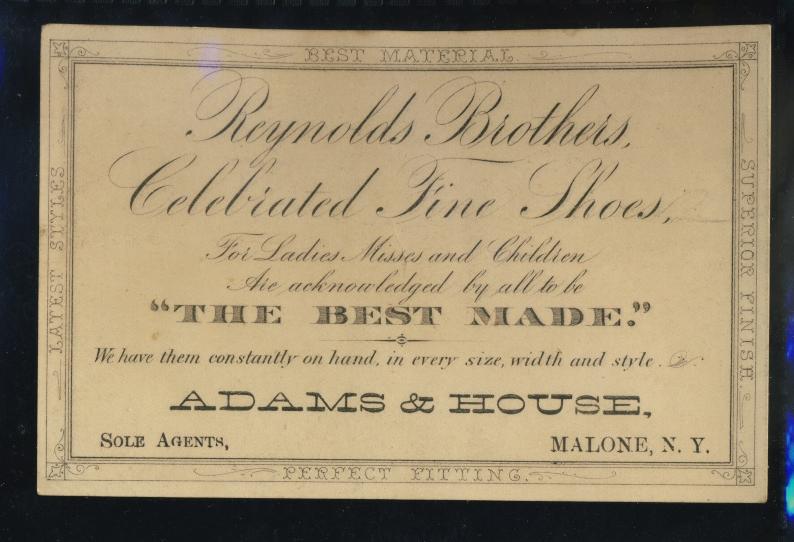 BEST MATERIAL
LATEST STYLES
SUPERIOR FINISH.
Reynolds Brothers,
Celebrated Fine Shoes,
For Ladies Misses and Children
Are acknowledged by all to be
"THE BEST MADE."
We have them constantly on hand, in every size, width and style.
ADAMS & HOUSE,
SOLE AGENTS, MALONE, N. Y.
PERFECT FITTING.